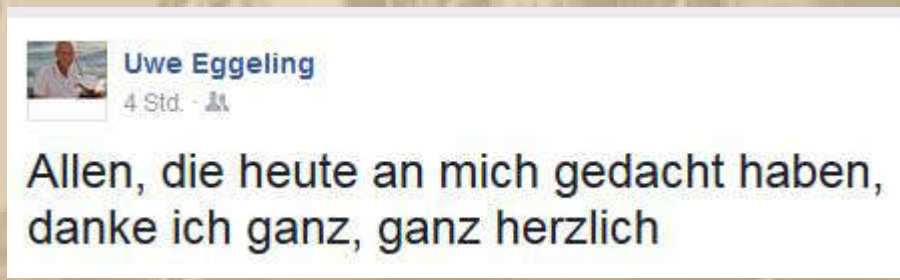 Uwe Eggeling
4 Std. ·
Allen, die heute an mich gedacht haben,
danke ich ganz, ganz herzlich